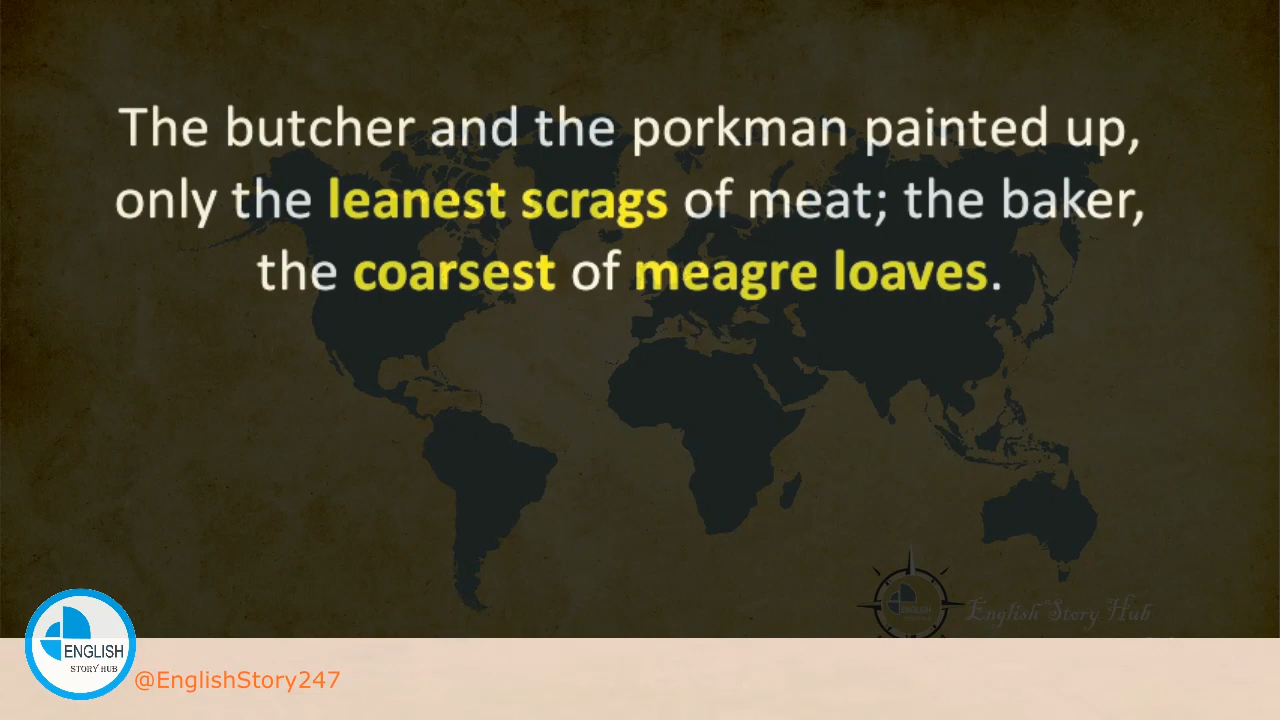 The butcher and the porkman painted up,
only the leanest scrags of meat; the baker,
the coarsest of meagre loaves.
English Story Hub
ENGLISH
STORY HUB
@EnglishStory247